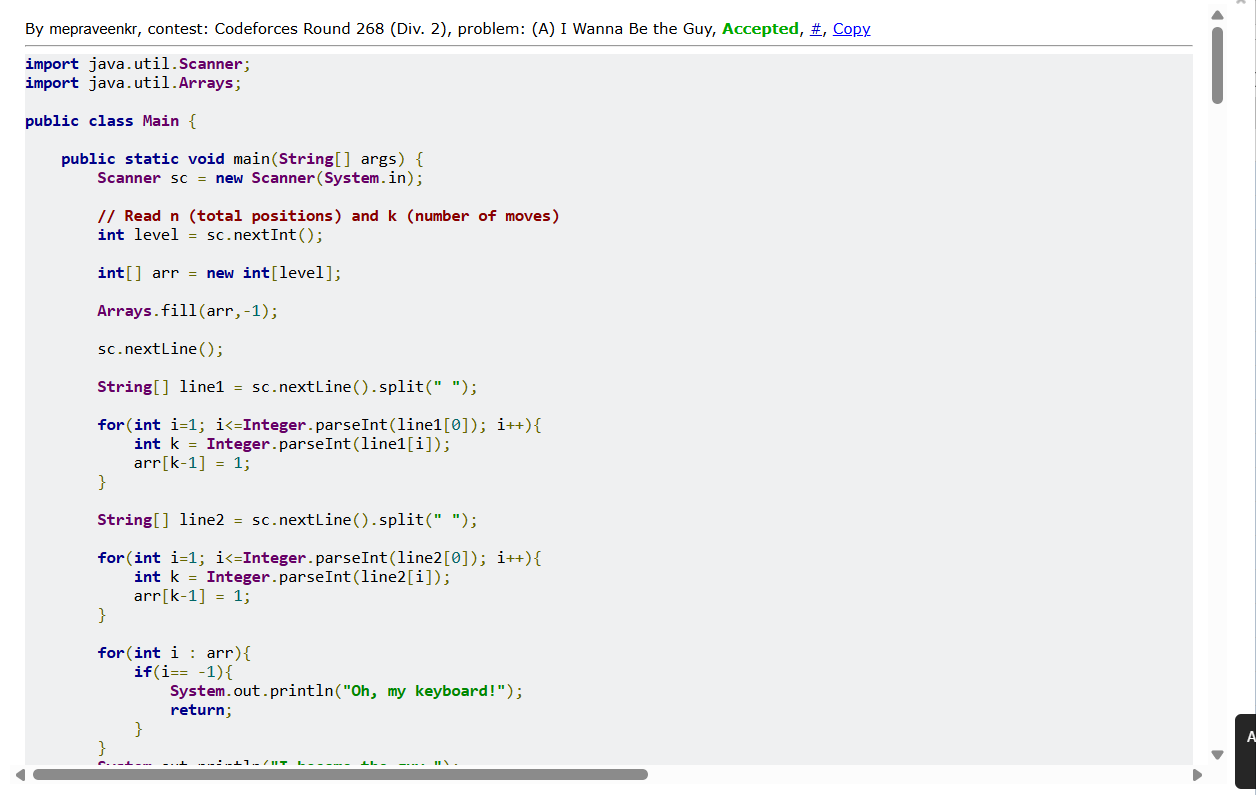 By mepraveenkr, contest: Codeforces Round 268 (Div. 2), problem: (A) I Wanna Be the Guy, Accepted, #, Copy
import java.util.Scanner;
import java.util.Arrays;
public class Main {
public static void main(String[] args) {
Scanner sc = new Scanner(System.in);
// Read n (total positions) and k (number of moves)
int level = sc.nextInt();
int[] arr = new int[level];
Arrays.fill(arr,-1);
sc.nextLine();
String[] line1 = sc.nextLine().split(" ");
for(int i=1; i<=Integer.parseInt(line1[0]); i++){
int k = Integer.parseInt(line1[i]);
arr[k-1] = 1;
}
String[] line2 = sc.nextLine().split(" ");
for(int i=1; i<=Integer.parseInt(line2[0]); i++){
int k = Integer.parseInt(line2[i]);
arr[k-1] = 1;
}
for(int i : arr){
if(i== -1){
System.out.println("Oh, my keyboard!");
return;
}
}
A